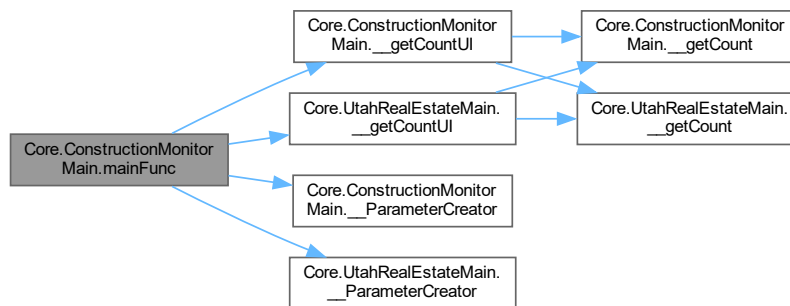 Core.ConstructionMonitor
Main.mainFunc
Core.ConstructionMonitor
Main.__getCountUI
Core.UtahRealEstateMain.
__getCountUI
Core.ConstructionMonitor
Main.__ParameterCreator
Core.UtahRealEstateMain.
__ParameterCreator
Core.ConstructionMonitor
Main.__getCount
Core.UtahRealEstateMain.
__getCount